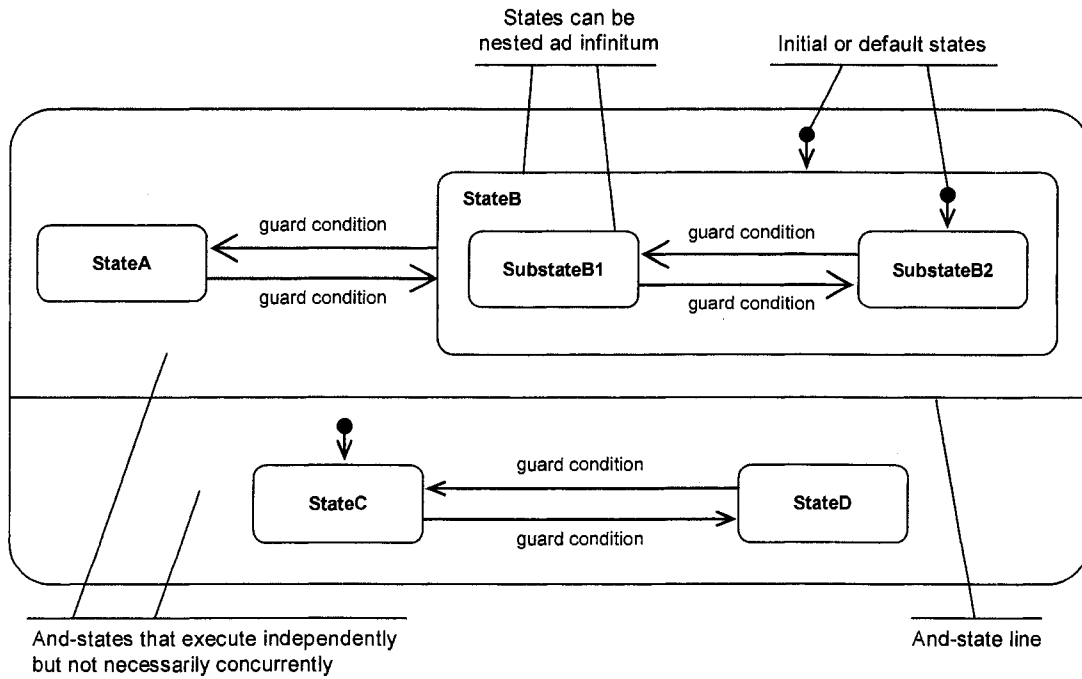 States can be
nested ad infinitum
Initial or default states
StateB
guard condition
guard condition
StateA
SubstateB1
SubstateB2
guard condition
guard condition
guard condition
StateC
StateD
guard condition
And-states that execute independently
but not necessarily concurrently
And-state line